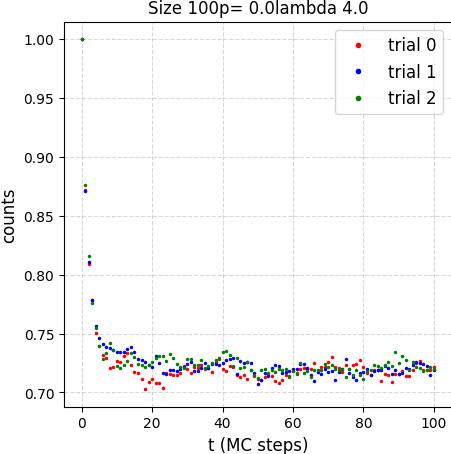 Size 100p= 0.0lambda 4.0
1.00
trial 0
trial 1
0.95
trial 2
0.90
0.85
counts
0.80
0.75
0.70
0 20 40 60 80 100
t (MC steps)